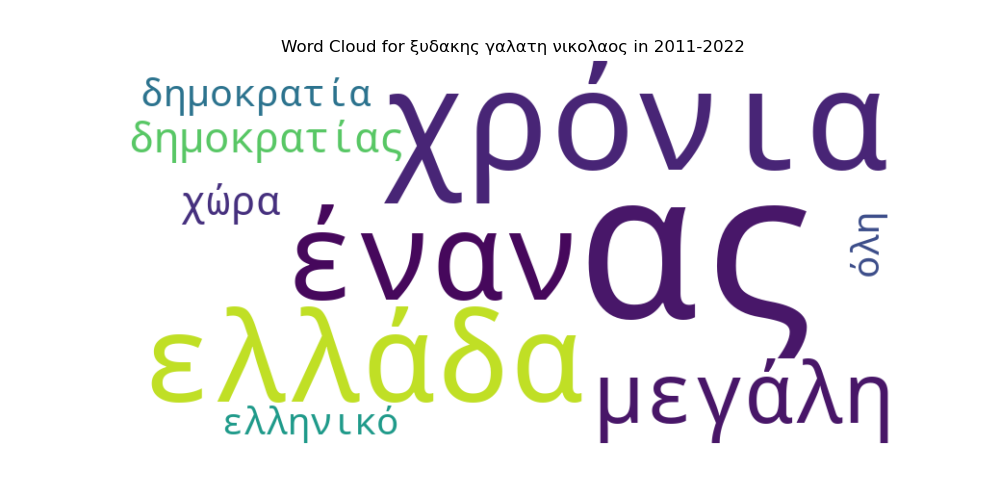 Word Cloud for ξυδακης γαλατη νικολαος in 2011-2022
δημοκρατία
χρόνια
δημοκρατίας
χώρα
έναν
ας
όλη
ελλάδα
μεγάλη
ελληνικό